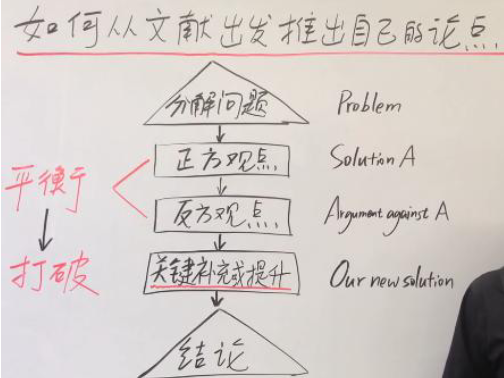 如何从文献出发推出自己的论点
分解问题 Problem
正方观点 Solution A
平衡于
反方观点 Argument against A
打破
关键补充或提升 Our new solution
结论